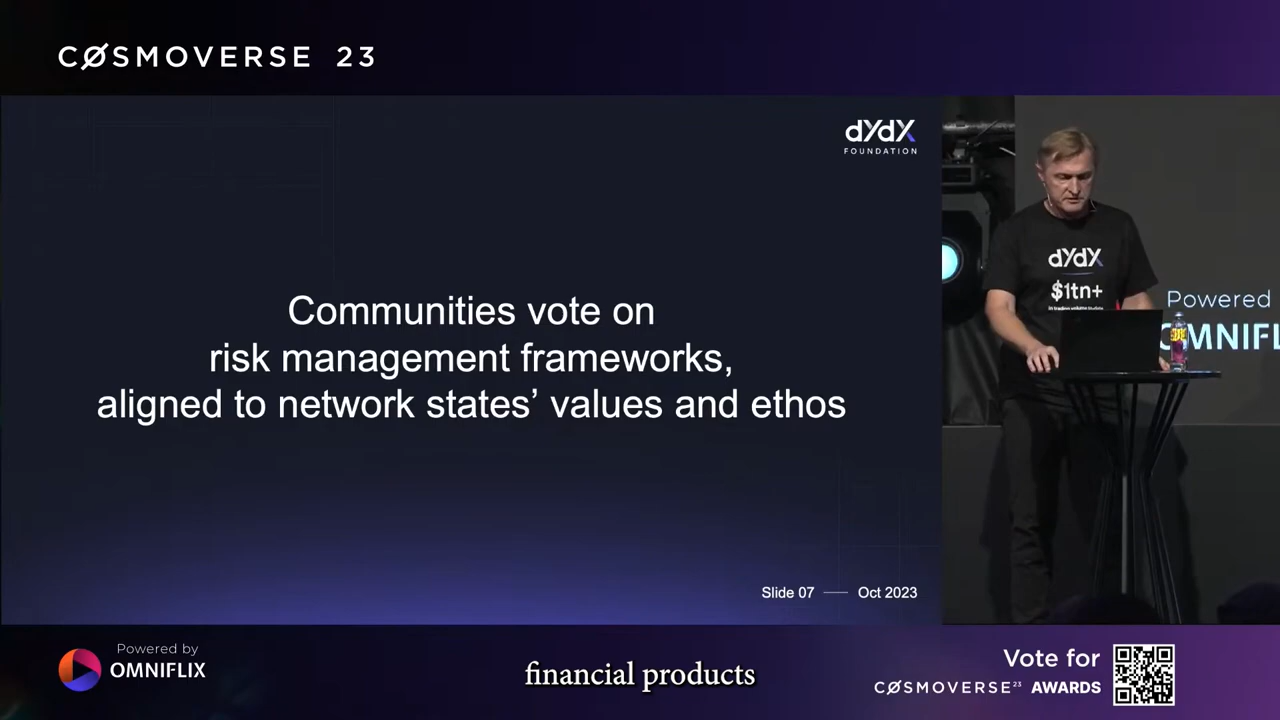 CØSMOVERSE 23
dYdX
FOUNDATION
Communities vote on
risk management frameworks,
aligned to network states’ values and ethos
Slide 07 — Oct 2023
dYdX
$1tn+
Powered
OMNIFL
Powered by
OMNIFLIX
financial products
Vote for
CØSMOVERSE²³ AWARDS